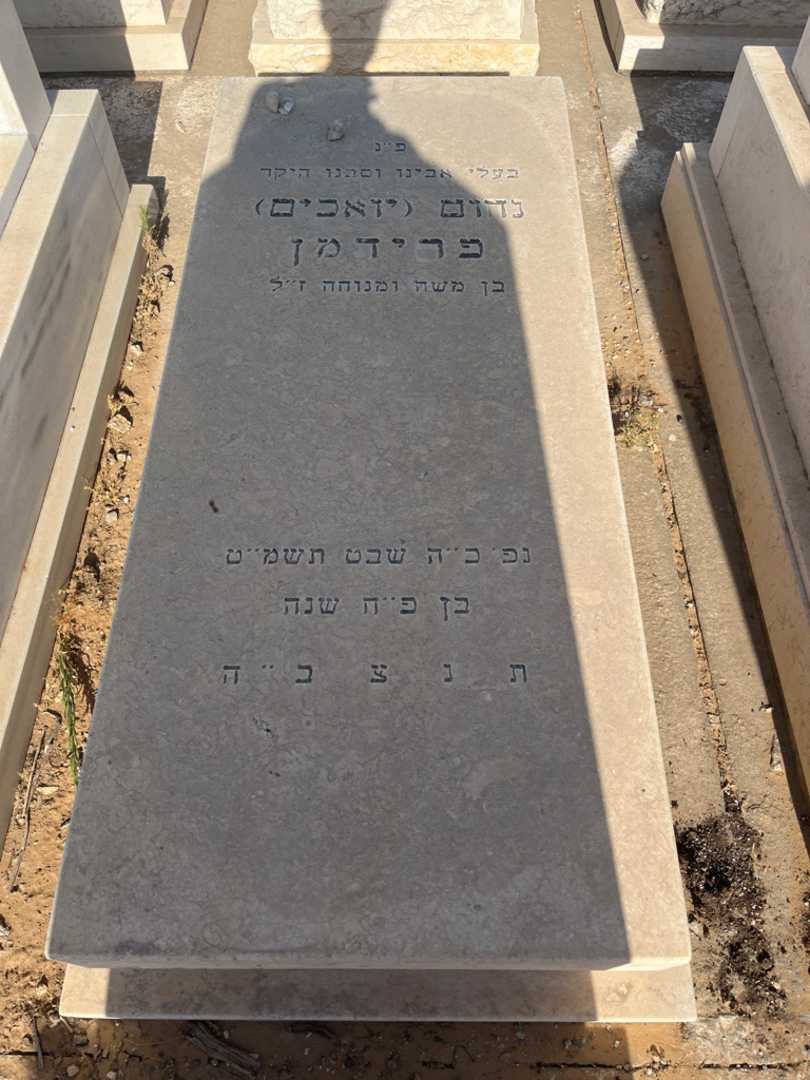 פ״נ
בעלי אבינו וסבנו היקר
נחום (יואכים)
פרידמן
בן משה ומנוחה ז״ל
נפ׳ כ״ה שבט תשמ״ט
בן פ״ח שנה
ת נ צ ב ״ ה